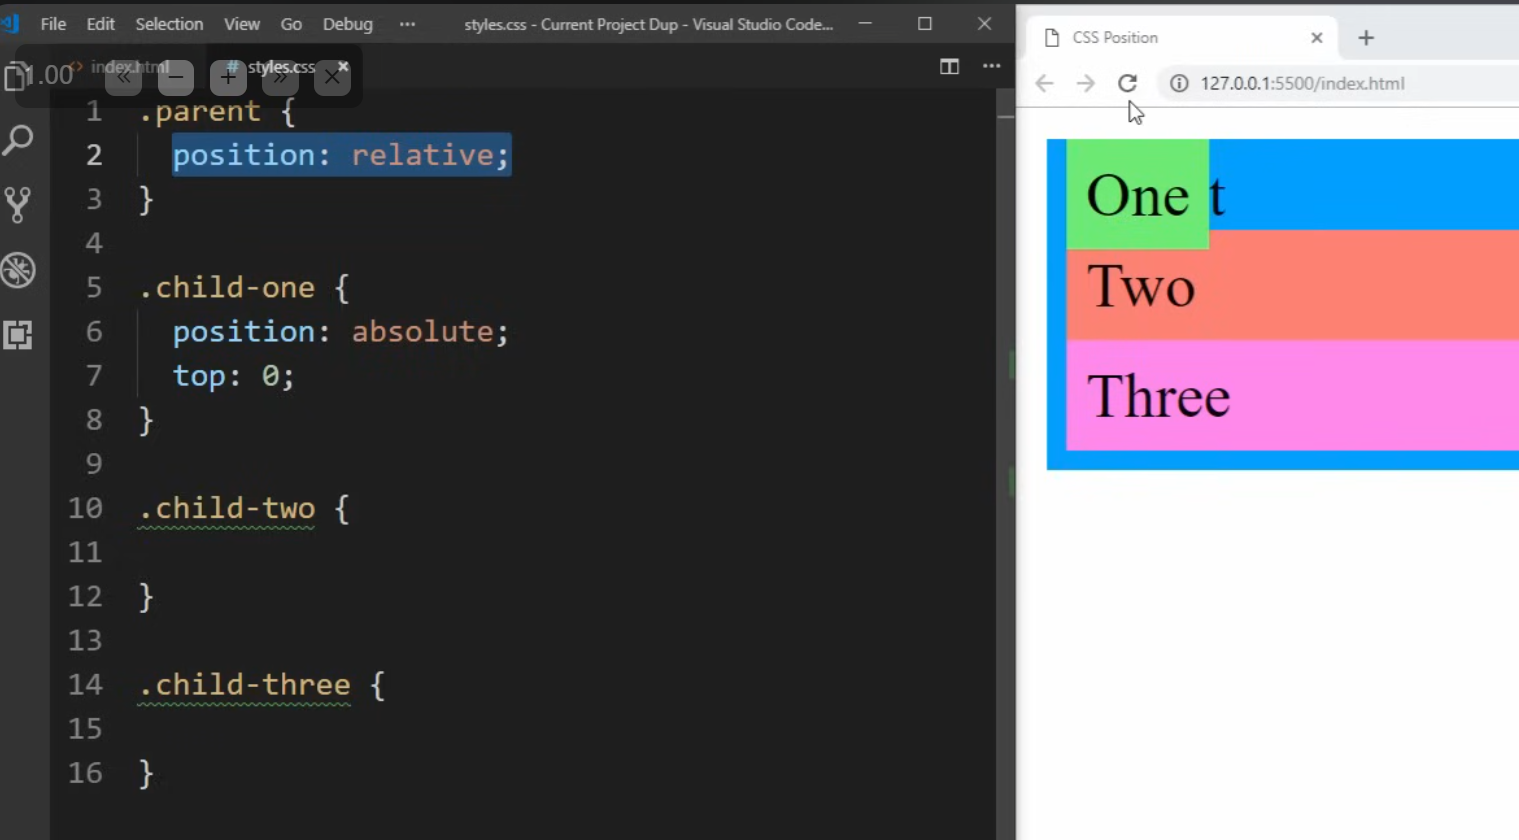 File Edit Selection View Go Debug ··· styles.css - Current Project Dup - Visual Studio Code...
1.00 index.html « − # + styles.css » ×
1 .parent {
2 position: relative;
3 }
4
5 .child-one {
6 position: absolute;
7 top: 0;
8 }
9
10 .child-two {
11
12 }
13
14 .child-three {
15
16 }
CSS Position
127.0.0.1:5500/index.html
One t
Two
Three